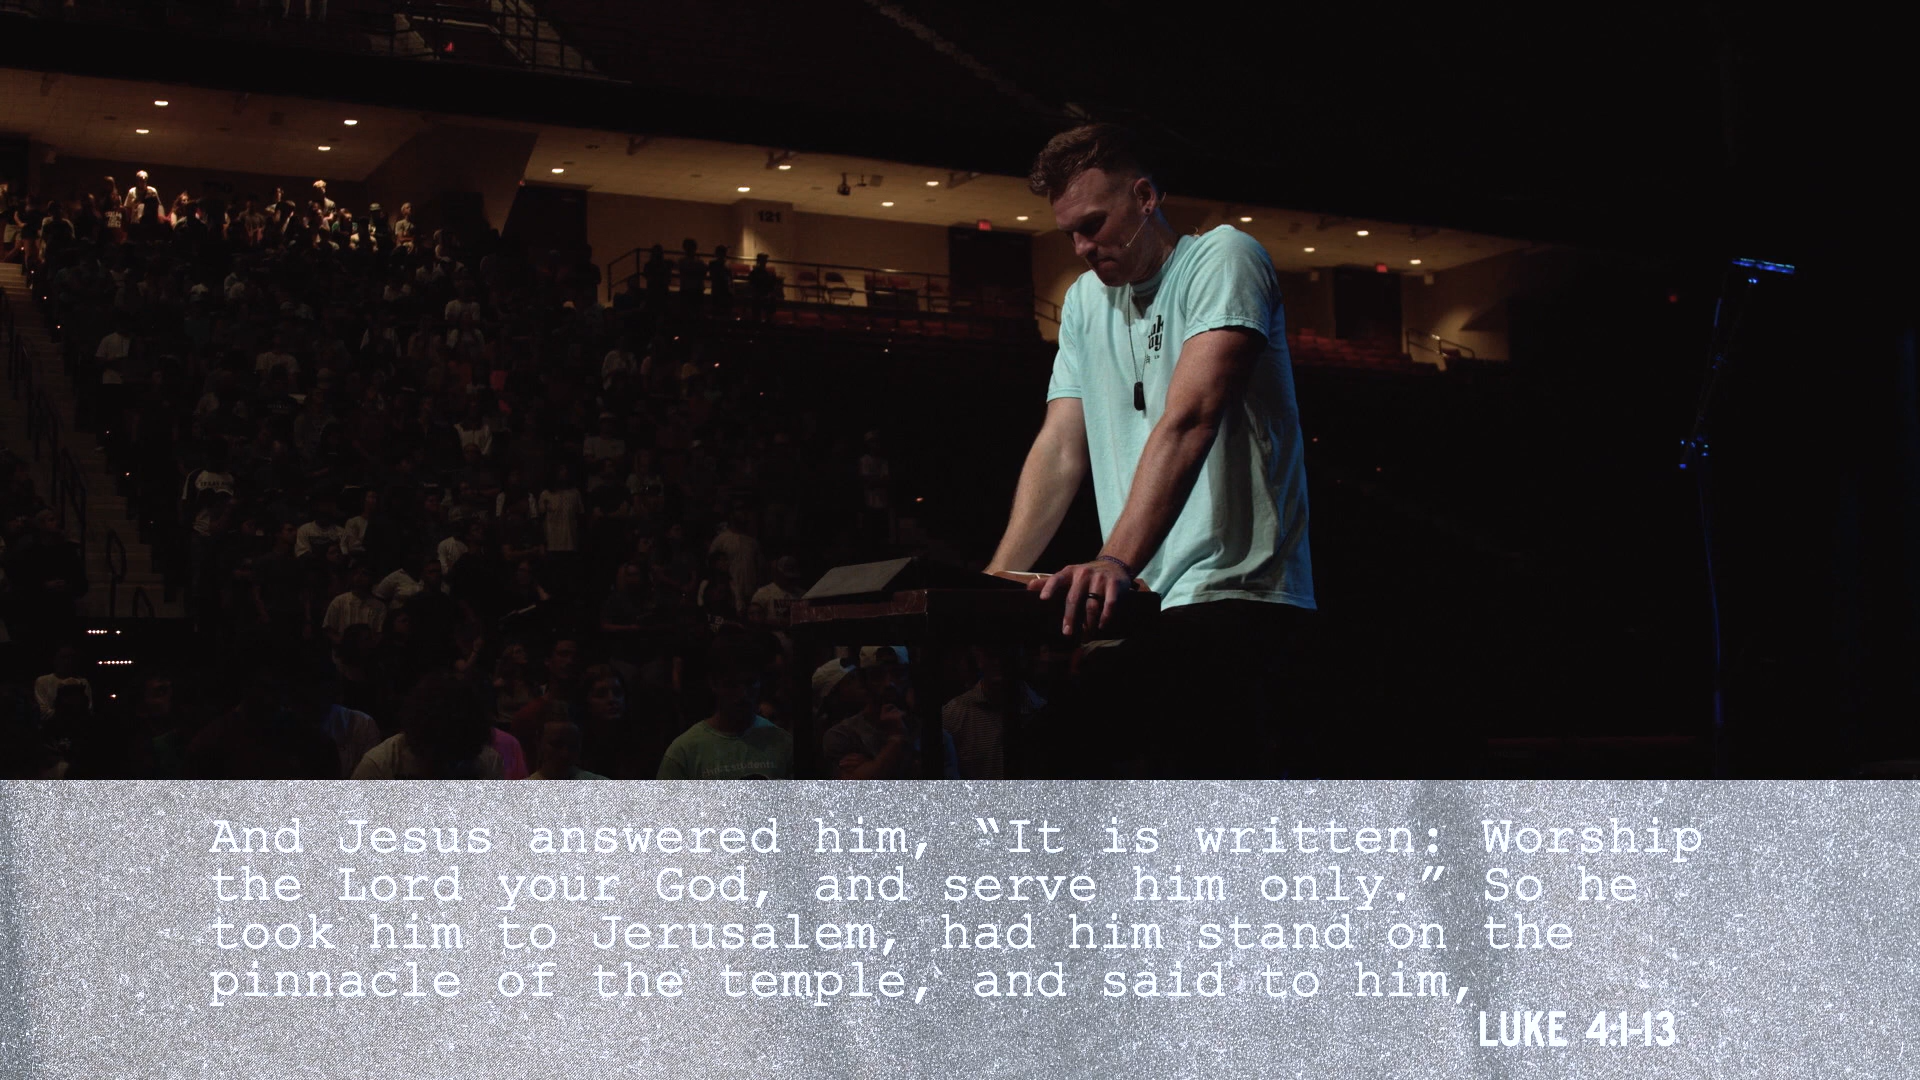 121
And Jesus answered him, “It is written: Worship
the Lord your God, and serve him only.” So he
took him to Jerusalem, had him stand on the
pinnacle of the temple, and said to him,
LUKE 4:1-13